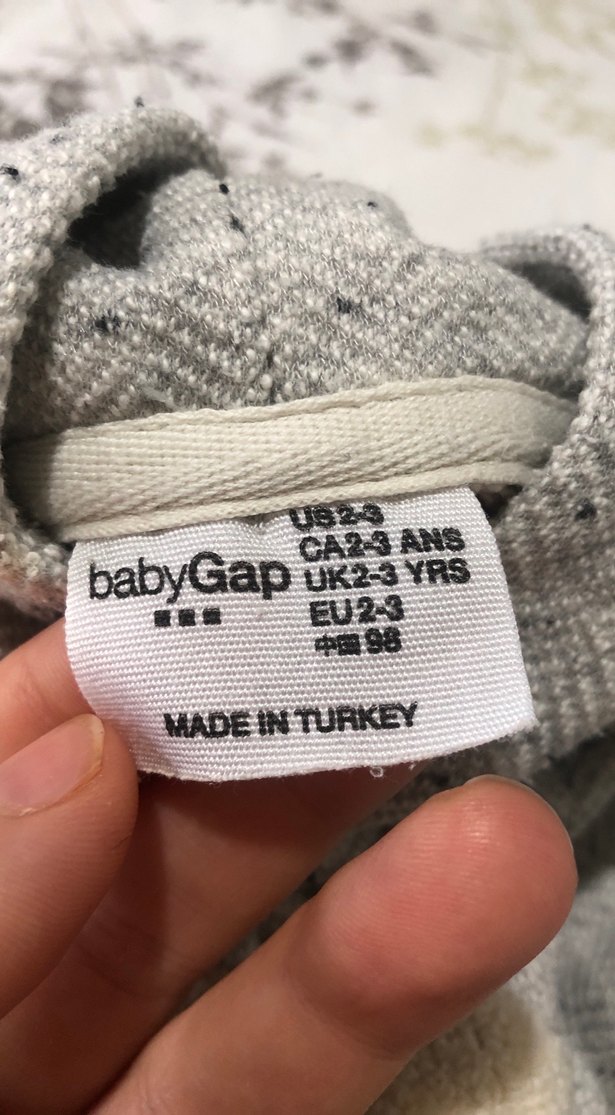 babyGap
US 2-3
CA 2-3 ANS
UK 2-3 YRS
EU 2-3
中国 98
MADE IN TURKEY